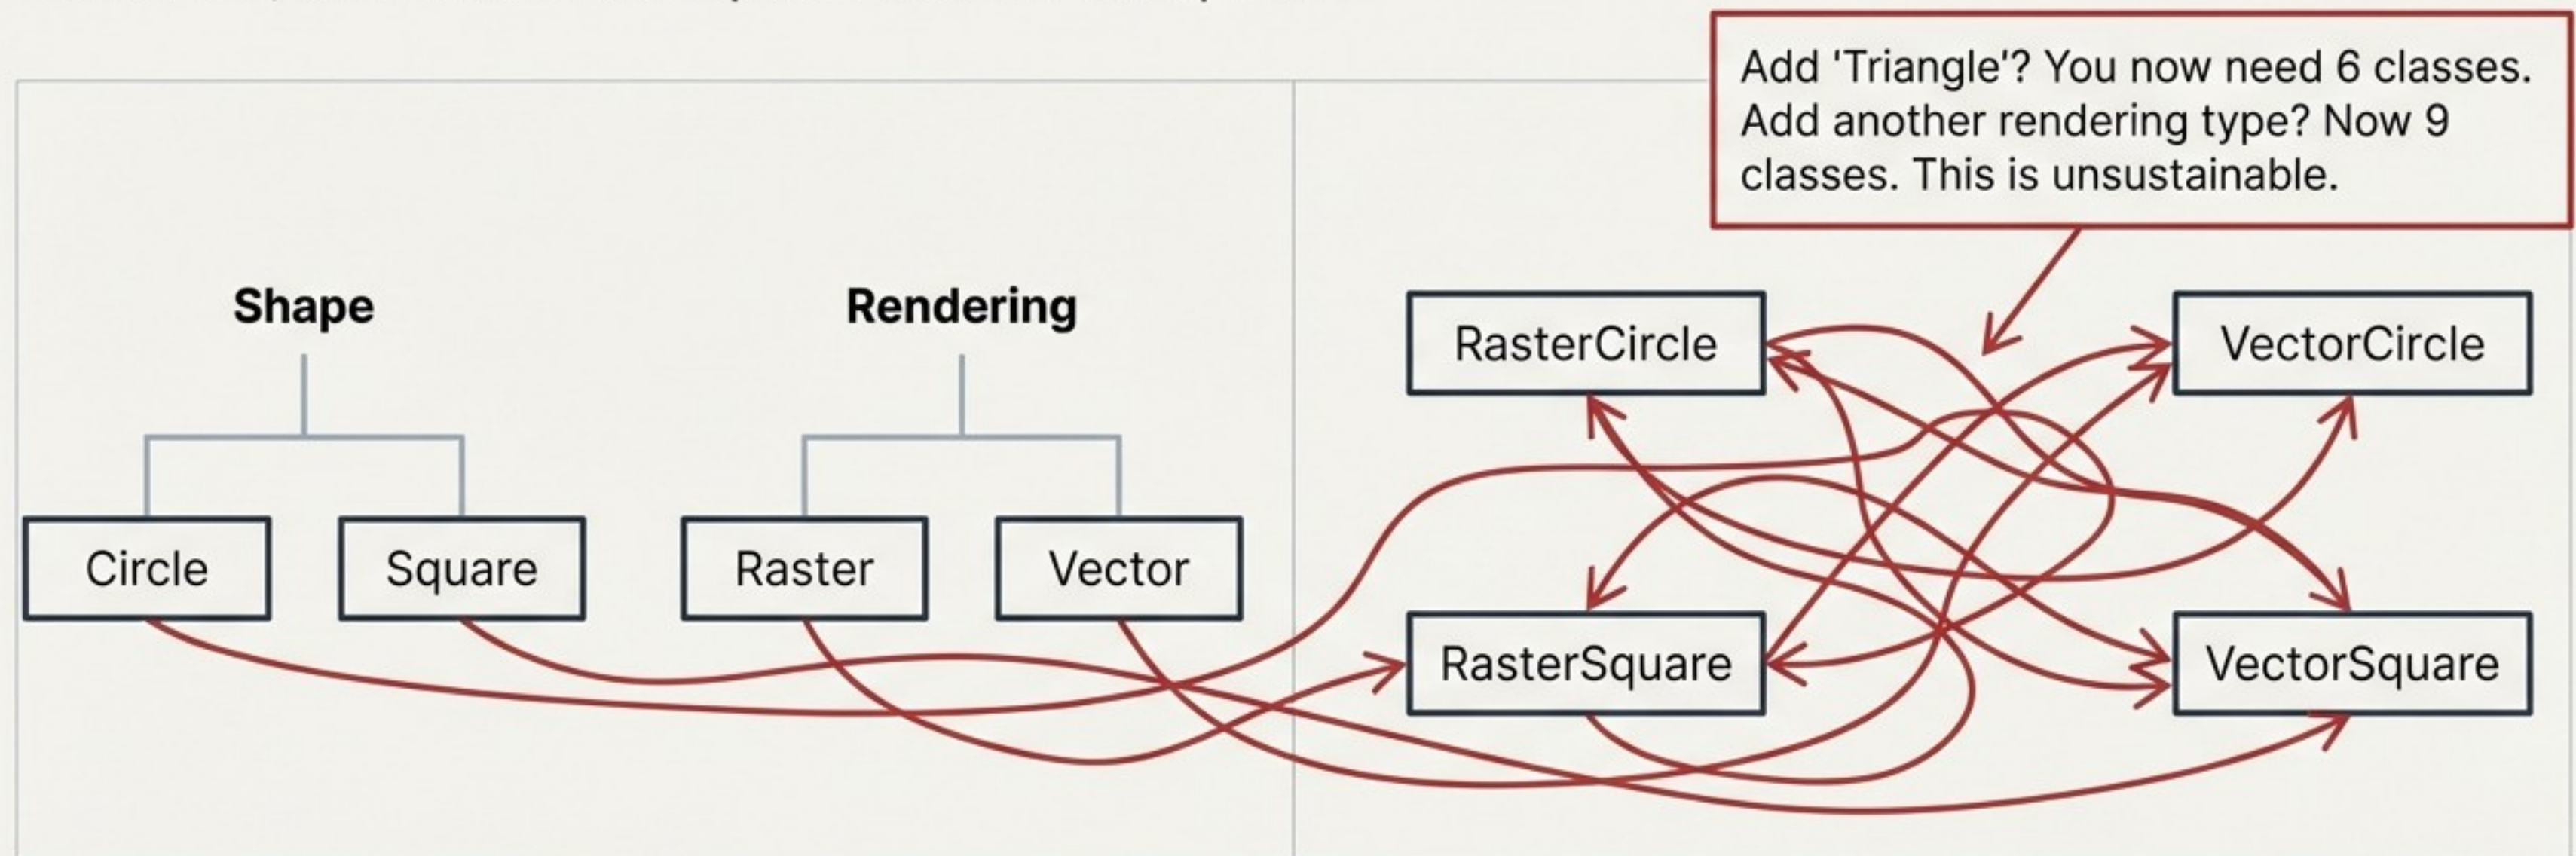 Add 'Triangle'? You now need 6 classes.
Add another rendering type? Now 9
classes. This is unsustainable.
Shape
Rendering
Circle
Square
Raster
Vector
RasterCircle
VectorCircle
RasterSquare
VectorSquare